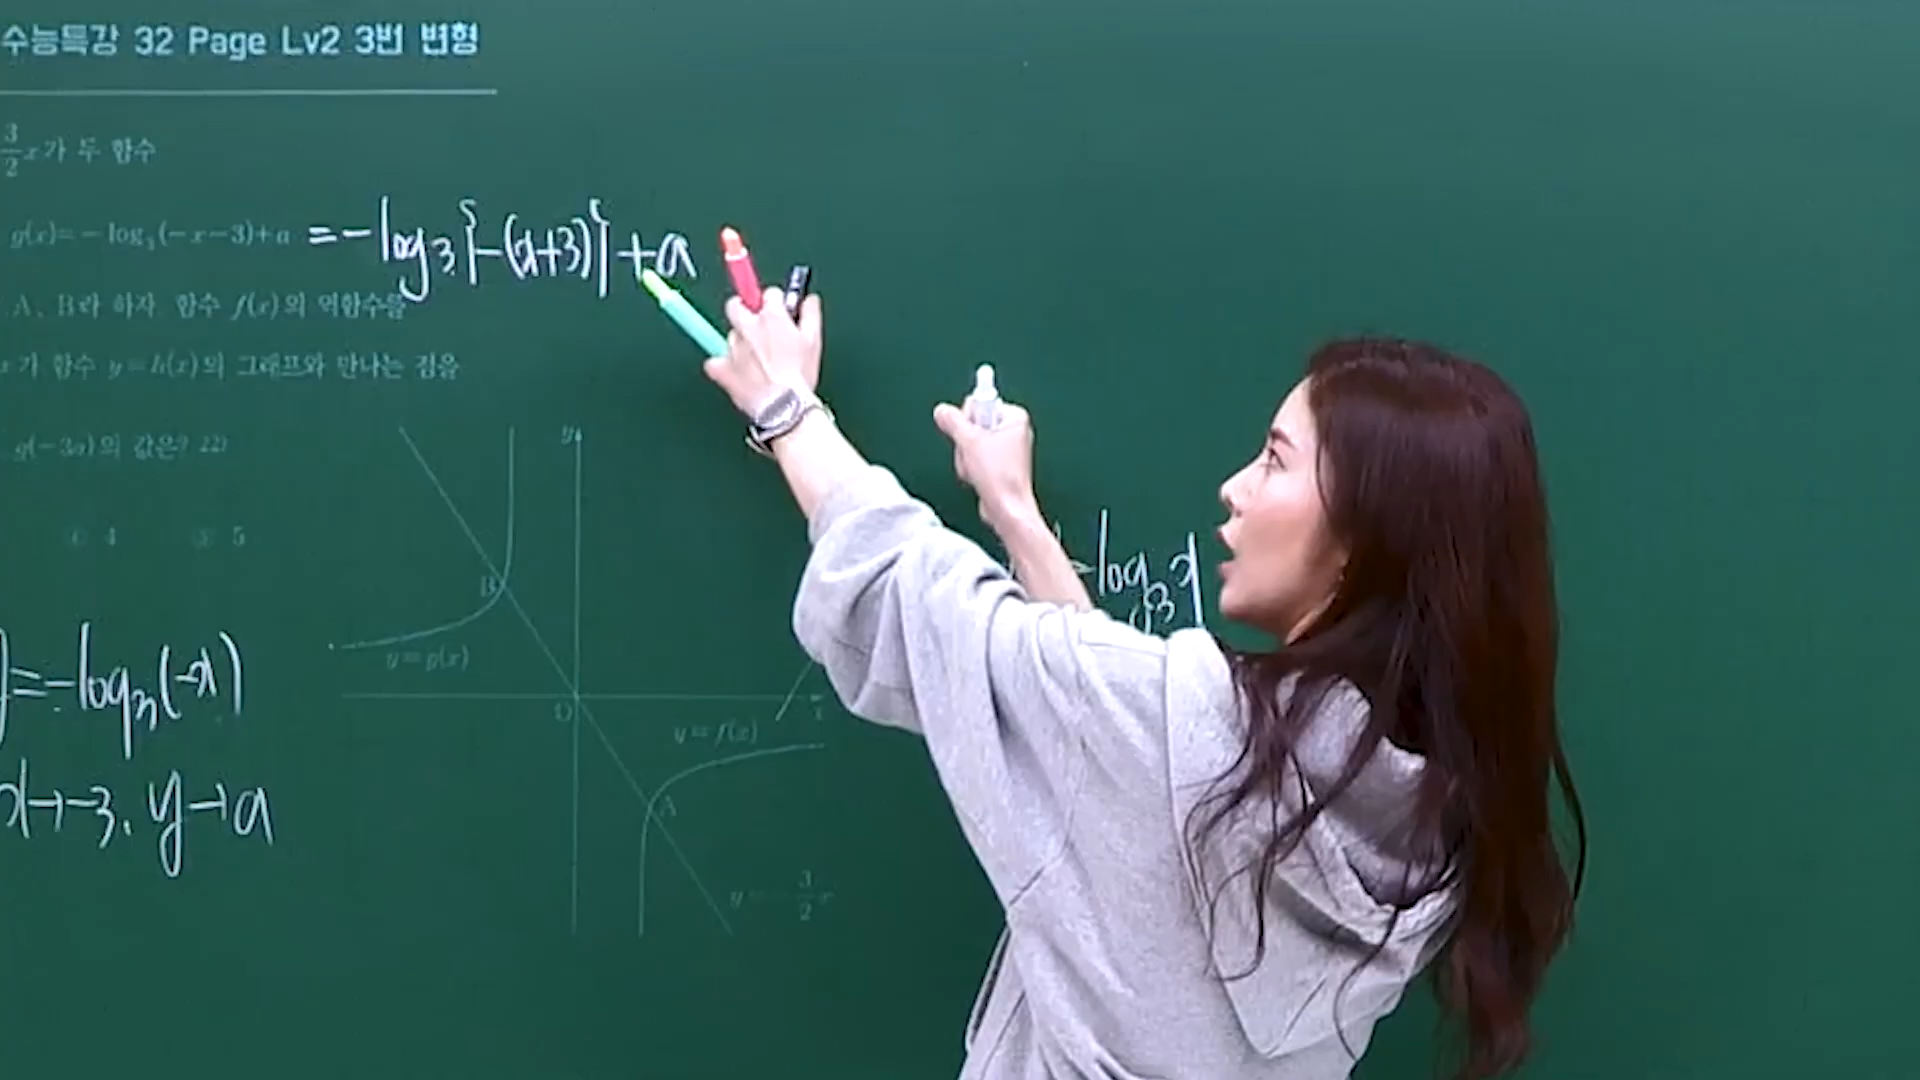 수능특강 32 Page Lv2 3번 변형
3/2 x가 두 함수
g(x)=-log₃(-x-3)+a =-log₃{-(x+3)}+a
A, B라 하자. 함수 f(x)의 역함수를
x가 함수 y=h(x)의 그래프와 만나는 점을
g(-3a)의 값은? 22)
④ 4 ⑤ 5
y
B
y=g(x)
log₃x
=-log₃(-x)
O
x
y=f(x)
x→-3. y→a
A
y=-3/2 x